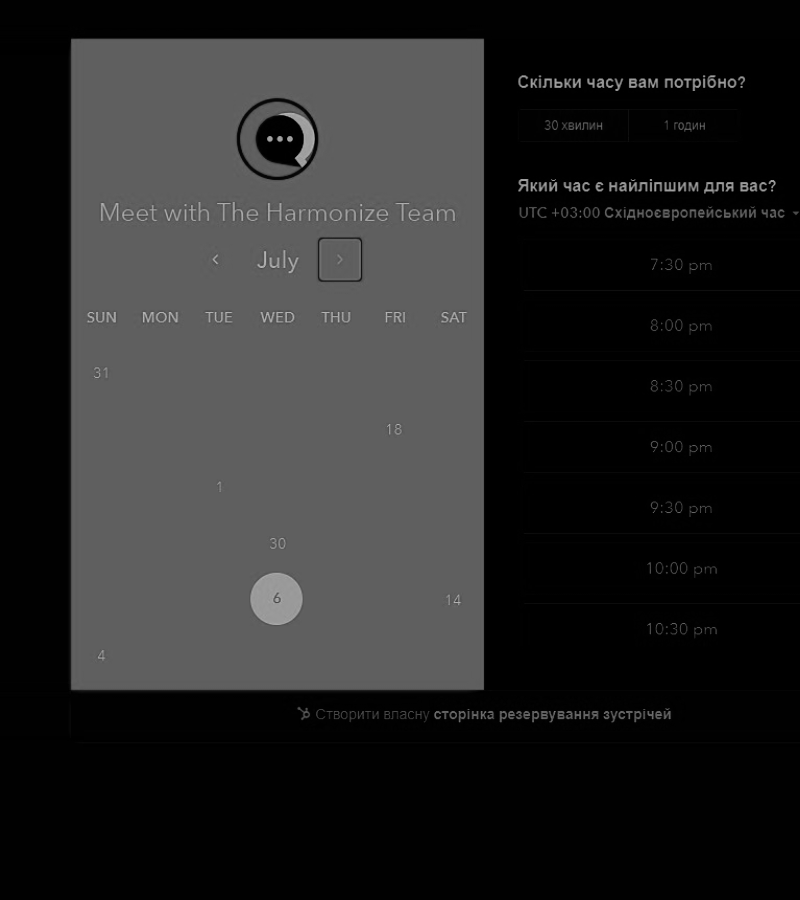 Meet with The Harmonize Team
July
SUN MON TUE WED THU FRI SAT
31
18
1
30
6 14
4
Скільки часу вам потрібно?
30 хвилин 1 годин
Який час є найліпшим для вас?
UTC +03:00 Східноєвропейський час
7:30 pm
8:00 pm
8:30 pm
9:00 pm
9:30 pm
10:00 pm
10:30 pm
Створити власну сторінка резервування зустрічей